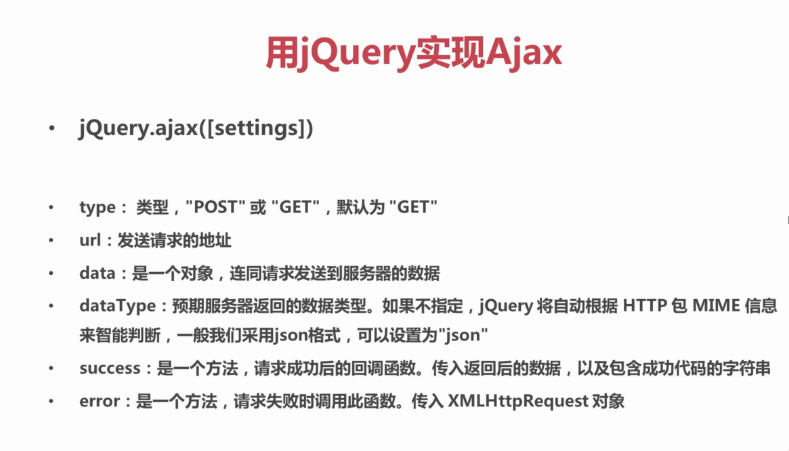 用jQuery实现Ajax
• jQuery.ajax([settings])
• type： 类型，"POST" 或 "GET"，默认为 "GET"
• url：发送请求的地址
• data：是一个对象，连同请求发送到服务器的数据
• dataType：预期服务器返回的数据类型。如果不指定，jQuery 将自动根据 HTTP 包 MIME 信息
来智能判断，一般我们采用json格式，可以设置为"json"
• success：是一个方法，请求成功后的回调函数。传入返回后的数据，以及包含成功代码的字符串
• error：是一个方法，请求失败时调用此函数。传入 XMLHttpRequest 对象